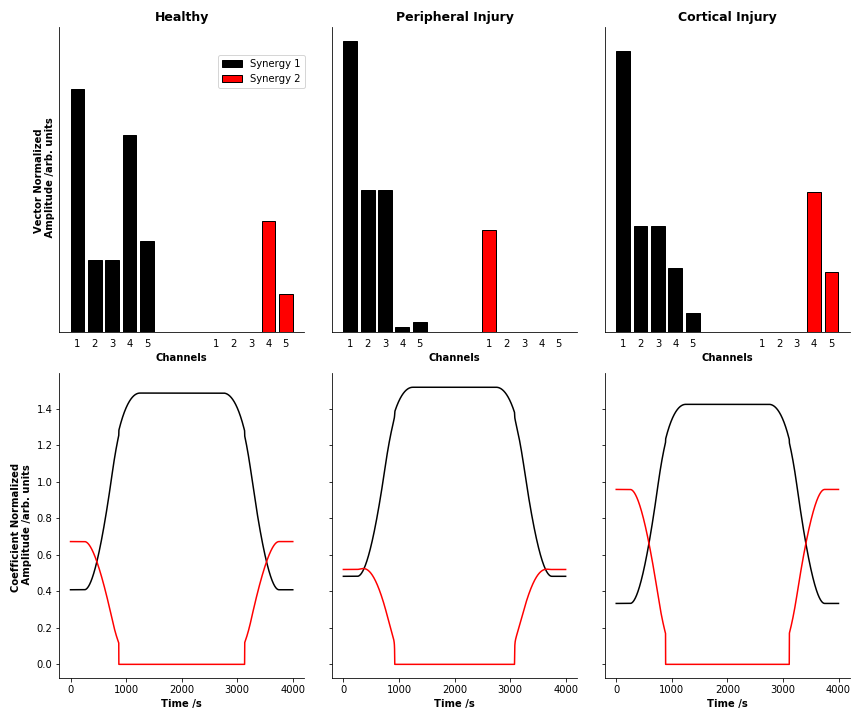 Healthy
Peripheral Injury
Cortical Injury
Synergy 1
Synergy 2
Vector Normalized
Amplitude /arb. units
1 2 3 4 5 1 2 3 4 5
1 2 3 4 5 1 2 3 4 5
1 2 3 4 5 1 2 3 4 5
Channels
Channels
Channels
Coefficient Normalized
Amplitude /arb. units
1.4
1.2
1.0
0.8
0.6
0.4
0.2
0.0
0 1000 2000 3000 4000
0 1000 2000 3000 4000
0 1000 2000 3000 4000
Time /s
Time /s
Time /s